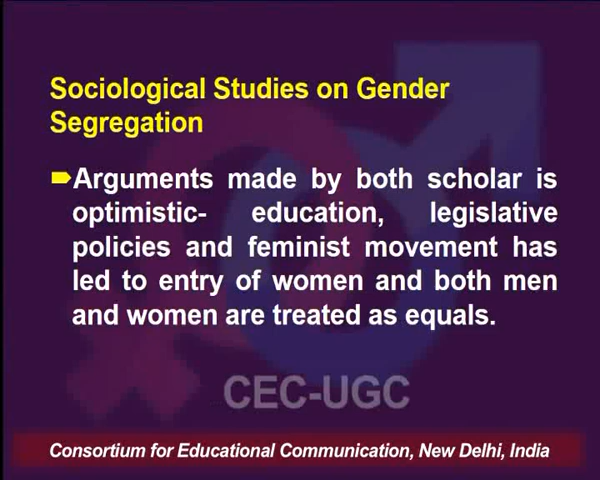 Sociological Studies on Gender
Segregation
Arguments made by both scholar is
optimistic- education, legislative
policies and feminist movement has
led to entry of women and both men
and women are treated as equals.
CEC-UGC
Consortium for Educational Communication, New Delhi, India